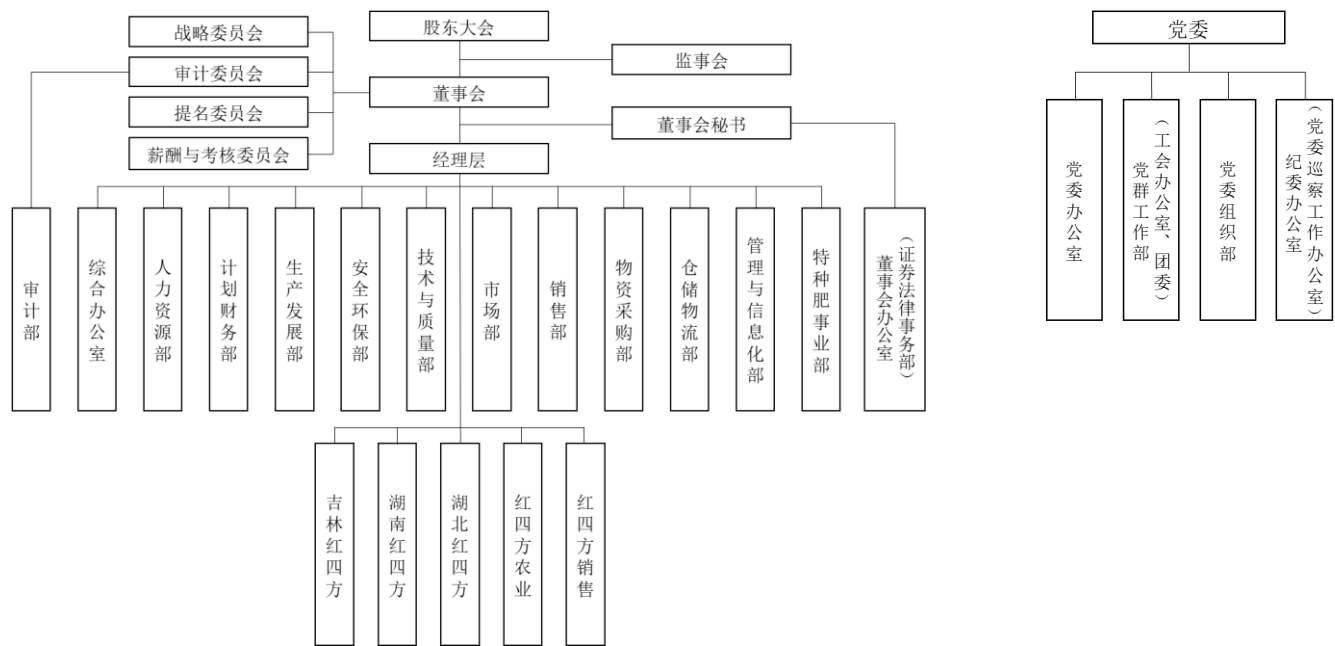 战略委员会
审计委员会
提名委员会
薪酬与考核委员会
股东大会
监事会
董事会
董事会秘书
经理层
审计部
综合办公室
人力资源部
计划财务部
生产发展部
安全环保部
技术与质量部
市场部
销售部
物资采购部
仓储物流部
管理与信息化部
特种肥事业部
董事会办公室
（证券法律事务部）
吉林红四方
湖南红四方
湖北红四方
红四方农业
红四方销售
党委
党委办公室
党群工作部
（工会办公室、团委）
党委组织部
纪委办公室
（党委巡察工作办公室）